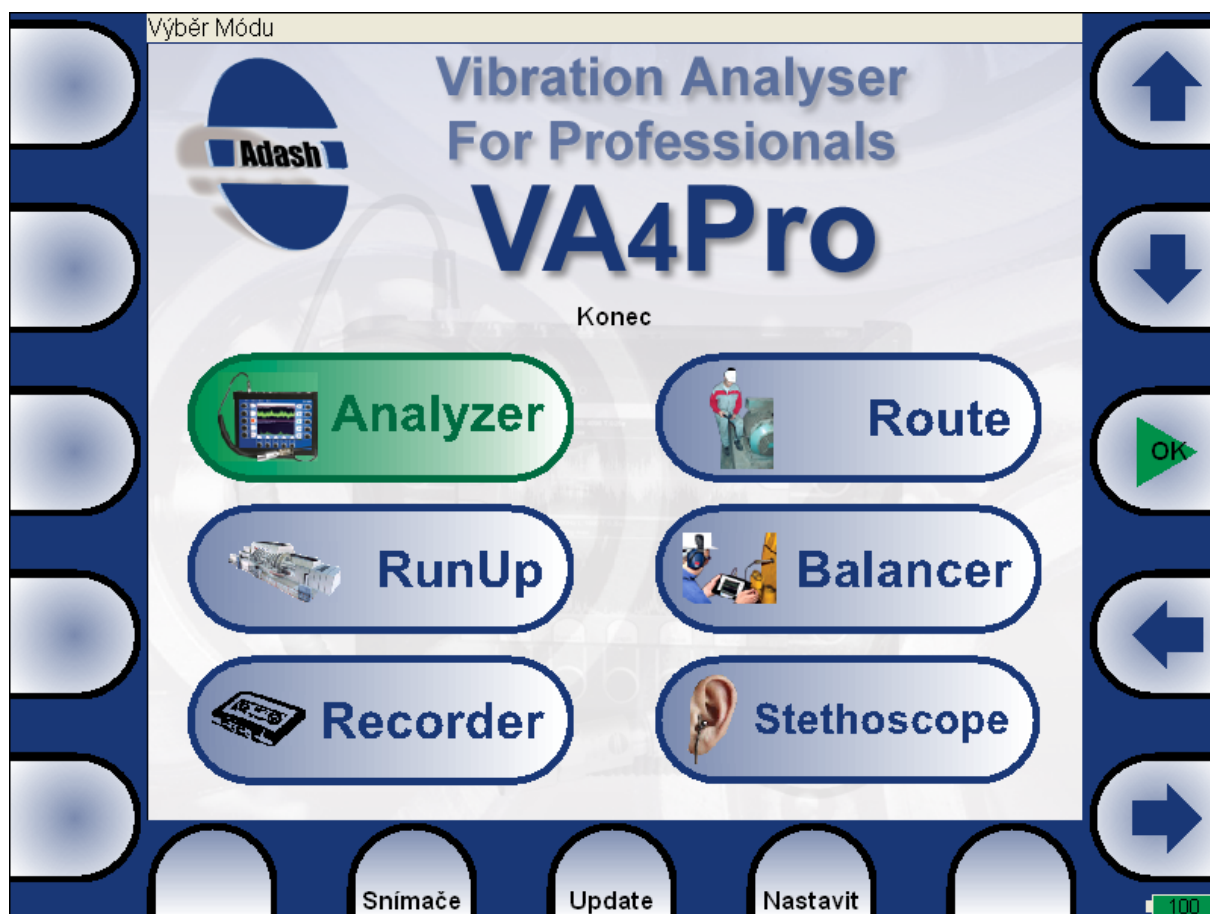 Výběr Módu
Adash
Vibration Analyser
For Professionals
VA4Pro
Konec
Analyzer
Route
OK
RunUp
Balancer
Recorder
Stethoscope
Snímače
Update
Nastavit
100